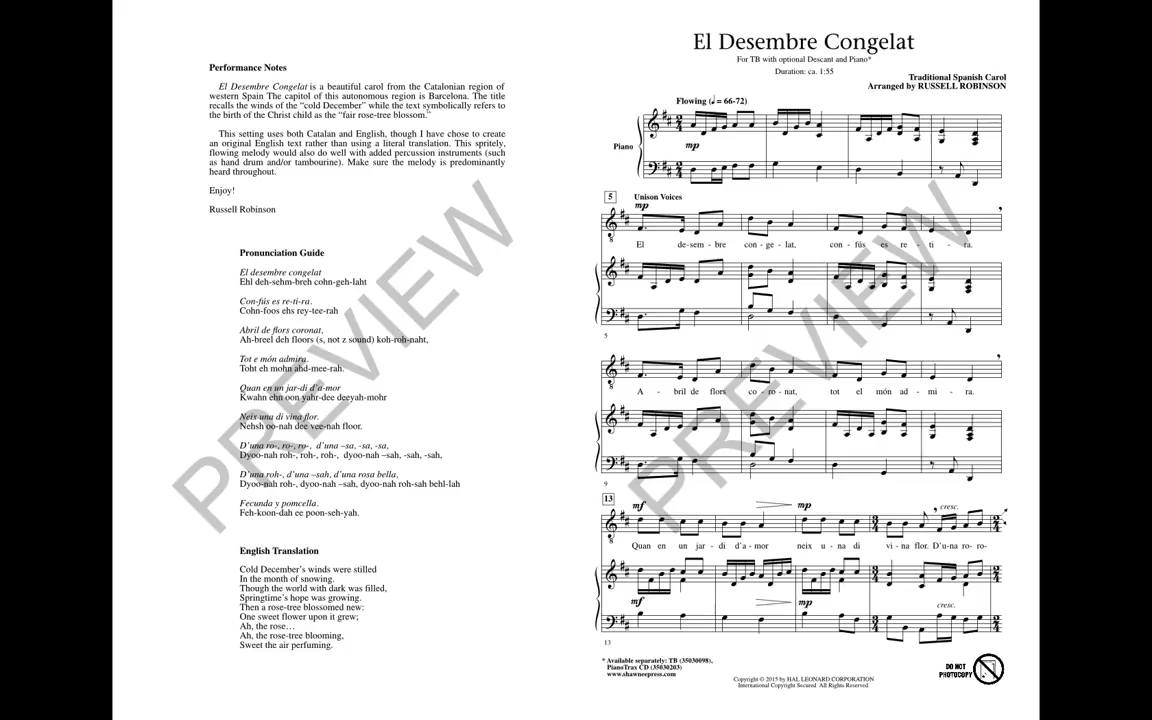 Performance Notes
El Desembre Congelat is a beautiful carol from the Catalonian region of
western Spain The capitol of this autonomous region is Barcelona. The title
recalls the winds of the “cold December” while the text symbolically refers to
the birth of the Christ child as the “fair rose-tree blossom.”
This setting uses both Catalan and English, though I have chose to create
an original English text rather than using a literal translation. This spritely,
flowing melody would also do well with added percussion instruments (such
as hand drum and/or tambourine). Make sure the melody is predominantly
heard throughout.
Enjoy!
Russell Robinson
Pronunciation Guide
El desembre congelat
Ehl deh-sehm-breh cohn-geh-laht
Con-fús es re-ti-ra.
Cohn-foos ehs rey-tee-rah
Abril de flors coronat,
Ah-breel deh floors (s, not z sound) koh-roh-naht,
Tot e món admira.
Toht eh mohn ahd-mee-rah.
Quan en un jar-di d’a-mor
Kwahn ehn oon yahr-dee deeyah-mohr
Neix una di vina flor.
Nehsh oo-nah dee vee-nah floor.
D’una ro-, ro-, ro-, d’una –sa, -sa, -sa,
Dyoo-nah roh-, roh-, roh-, dyoo-nah –sah, -sah, -sah,
D’una roh-, d’una –sah, d’una rosa bella,
Dyoo-nah roh-, dyoo-nah –sah, dyoo-nah roh-sah behl-lah
Fecunda y pomcella.
Feh-koon-dah ee poon-seh-yah.
English Translation
Cold December’s winds were stilled
In the month of snowing.
Though the world with dark was filled,
Springtime’s hope was growing.
Then a rose-tree blossomed new:
One sweet flower upon it grew;
Ah, the rose…
Ah, the rose-tree blooming,
Sweet the air perfuming.
PREVIEW
El Desembre Congelat
For TB with optional Descant and Piano*
Duration: ca. 1:55
Traditional Spanish Carol
Arranged by RUSSELL ROBINSON
Flowing (♩ = 66-72)
Piano
mp
5
Unison Voices
mp
El de-sem - bre con - ge - lat, con - fús es re - ti - ra.
5
A - bril de flors co - ro - nat, tot el món ad - mi - ra.
9
13
mf mp cresc.
Quan en un jar - di d’a - mor neix u - na di vi - na flor. D’u-na ro- ro-
mf mp cresc.
13
* Available separately: TB (35030098),
PianoTrax CD (35030203)
www.shawneepress.com
Copyright © 2015 by HAL LEONARD CORPORATION
International Copyright Secured All Rights Reserved
DO NOT
PHOTOCOPY
PREVIEW